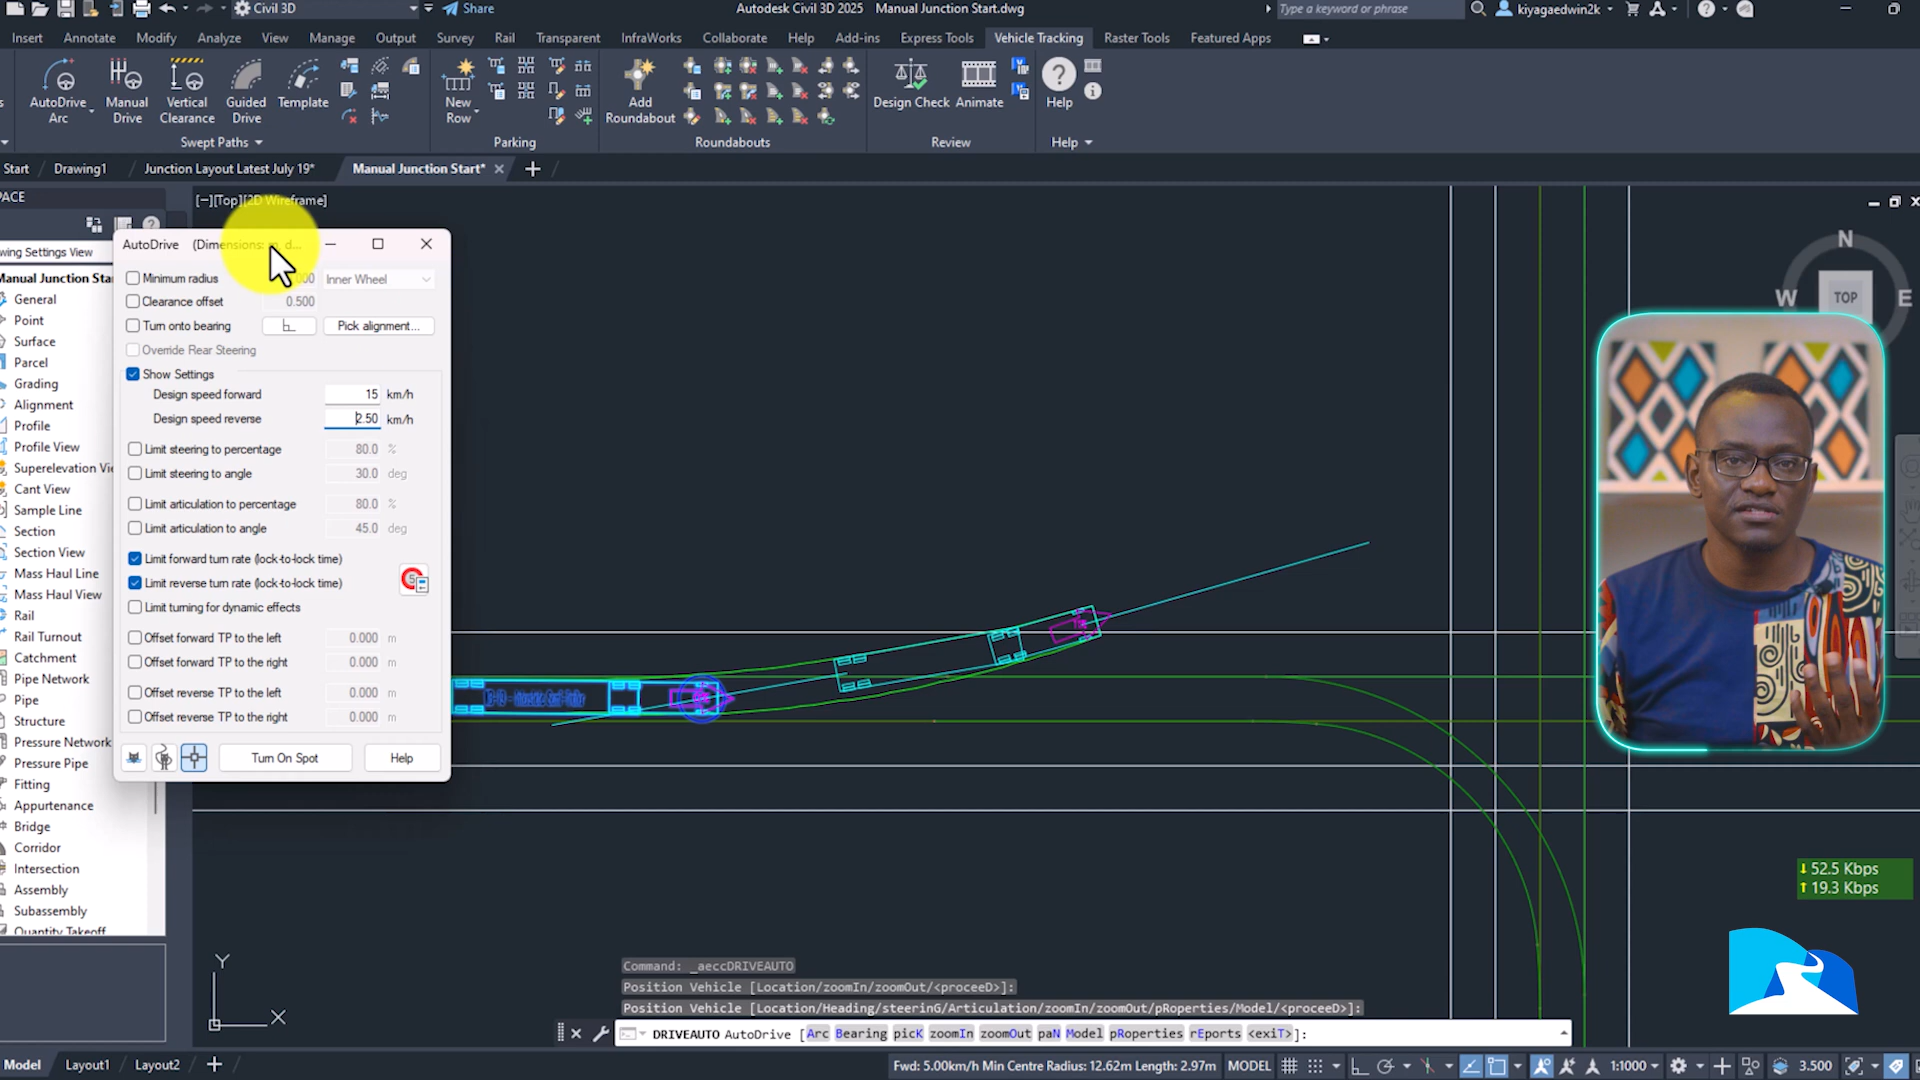 Civil 3D
Share
Autodesk Civil 3D 2025 Manual Junction Start.dwg
Type a keyword or phrase
kiyagaedwin2k
Insert Annotate Modify Analyze View Manage Output Survey Rail Transparent InfraWorks Collaborate Help Add-ins Express Tools Vehicle Tracking Raster Tools Featured Apps
AutoDrive Arc
Manual Drive
Vertical Clearance
Guided Drive
Template
New Row
Add Roundabout
Design Check
Animate
Help
Swept Paths
Parking
Roundabouts
Review
Help
Start
Drawing1
Junction Layout Latest July 19*
Manual Junction Start*
PACE
[−][Top][2D Wireframe]
wing Settings View
Manual Junction Sta
General
Point
Surface
Parcel
Grading
Alignment
Profile
Profile View
Superelevation Vi
Cant View
Sample Line
Section
Section View
Mass Haul Line
Mass Haul View
Rail
Rail Turnout
Catchment
Pipe Network
Pipe
Structure
Pressure Network
Pressure Pipe
Fitting
Appurtenance
Bridge
Corridor
Intersection
Assembly
Subassembly
Quantity Takeoff
AutoDrive (Dimensions: m, d...
Minimum radius
Inner Wheel
Clearance offset 0.500
Turn onto bearing Pick alignment...
Override Rear Steering
Show Settings
Design speed forward 15 km/h
Design speed reverse 2.50 km/h
Limit steering to percentage 80.0 %
Limit steering to angle 30.0 deg
Limit articulation to percentage 80.0 %
Limit articulation to angle 45.0 deg
Limit forward turn rate (lock-to-lock time)
Limit reverse turn rate (lock-to-lock time)
Limit turning for dynamic effects
Offset forward TP to the left 0.000 m
Offset forward TP to the right 0.000 m
Offset reverse TP to the left 0.000 m
Offset reverse TP to the right 0.000 m
Turn On Spot
Help
N
W TOP E
52.5 Kbps
19.3 Kbps
Y
X
Command: _aeccDRIVEAUTO
Position Vehicle [Location/zoomIn/zoomOut/<proceeD>]:
Position Vehicle [Location/Heading/steerinG/Articulation/zoomIn/zoomOut/pRoperties/Model/<proceeD>]:
DRIVEAUTO AutoDrive [Arc Bearing picK zoomIn zoomOut paN Model pRoperties rEports <exiT>]:
Model Layout1 Layout2
Fwd: 5.00km/h Min Centre Radius: 12.62m Length: 2.97m MODEL
1:1000
3.500